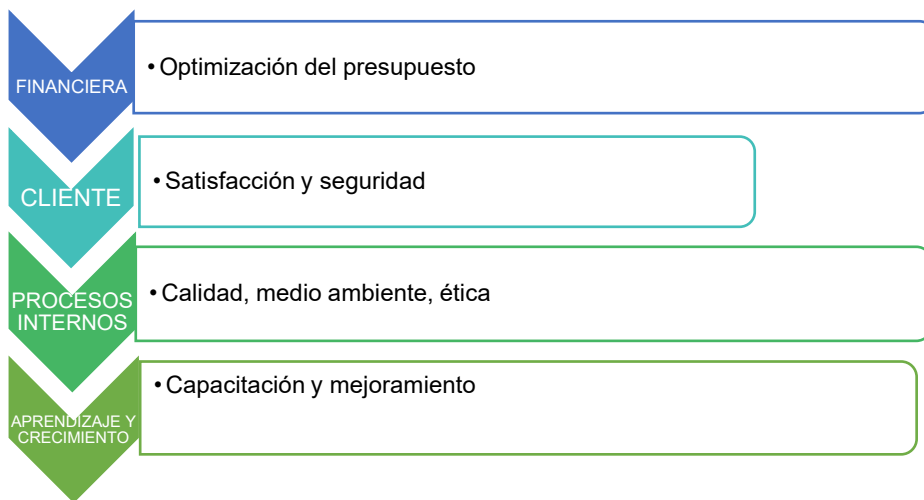 FINANCIERA
• Optimización del presupuesto
CLIENTE
• Satisfacción y seguridad
PROCESOS
INTERNOS
• Calidad, medio ambiente, ética
APRENDIZAJE Y
CRECIMIENTO
• Capacitación y mejoramiento